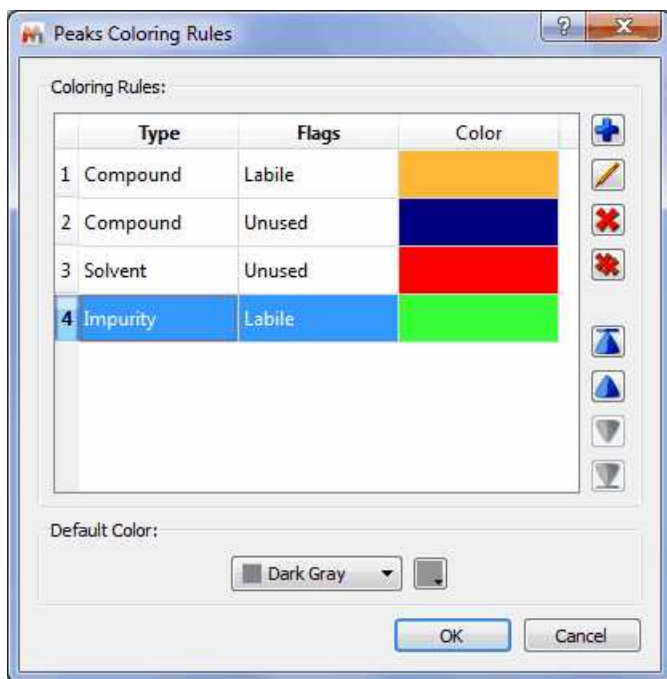 Peaks Coloring Rules
Coloring Rules:
Type Flags Color
1 Compound Labile
2 Compound Unused
3 Solvent Unused
4 Impurity Labile
Default Color:
Dark Gray
OK Cancel